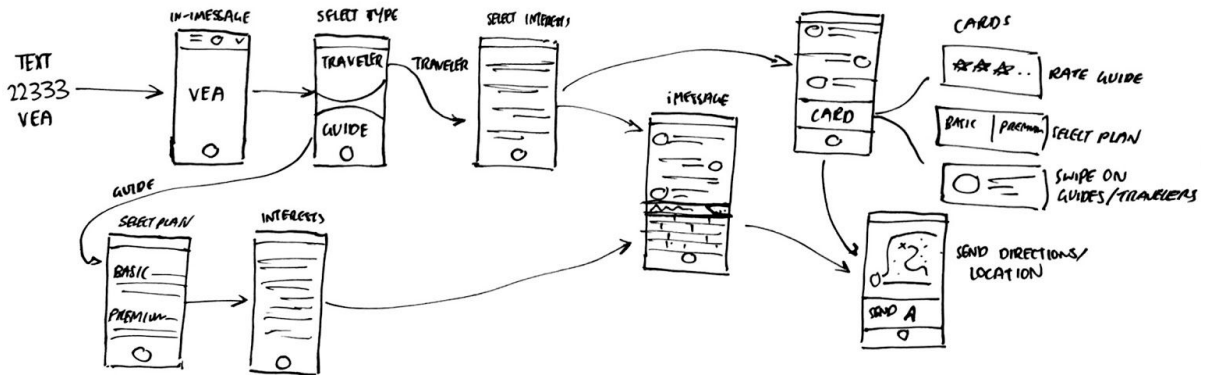 TEXT
22333
VEA
IN-IMESSAGE
VEA
SELECT TYPE
TRAVELER
GUIDE
TRAVELER
SELECT INTERESTS
GUIDE
SELECT PLAN
BASIC
PREMIUM
INTERESTS
iMESSAGE
CARD
CARDS
RATE GUIDE
BASIC | PREMIUM
SELECT PLAN
SWIPE ON
GUIDES/TRAVELERS
SEND DIRECTIONS/
LOCATION
SEND A